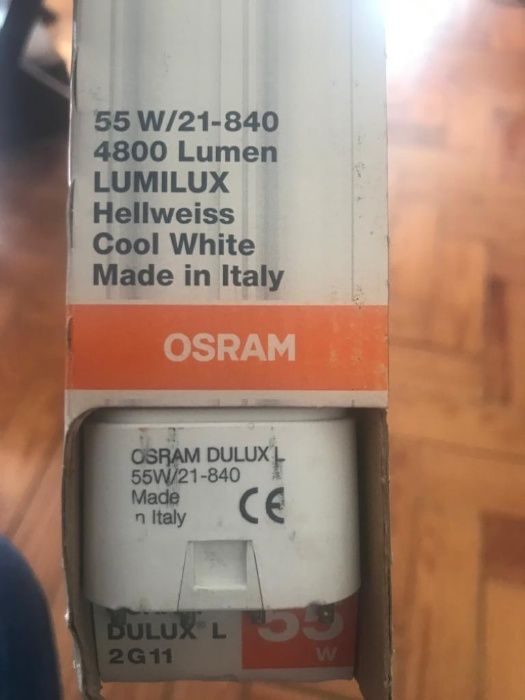 55 W/21-840
4800 Lumen
LUMILUX
Hellweiss
Cool White
Made in Italy
OSRAM
OSRAM DULUX L
55W/21-840
Made
n Italy
CE
DULUX® L
2G11
55
W